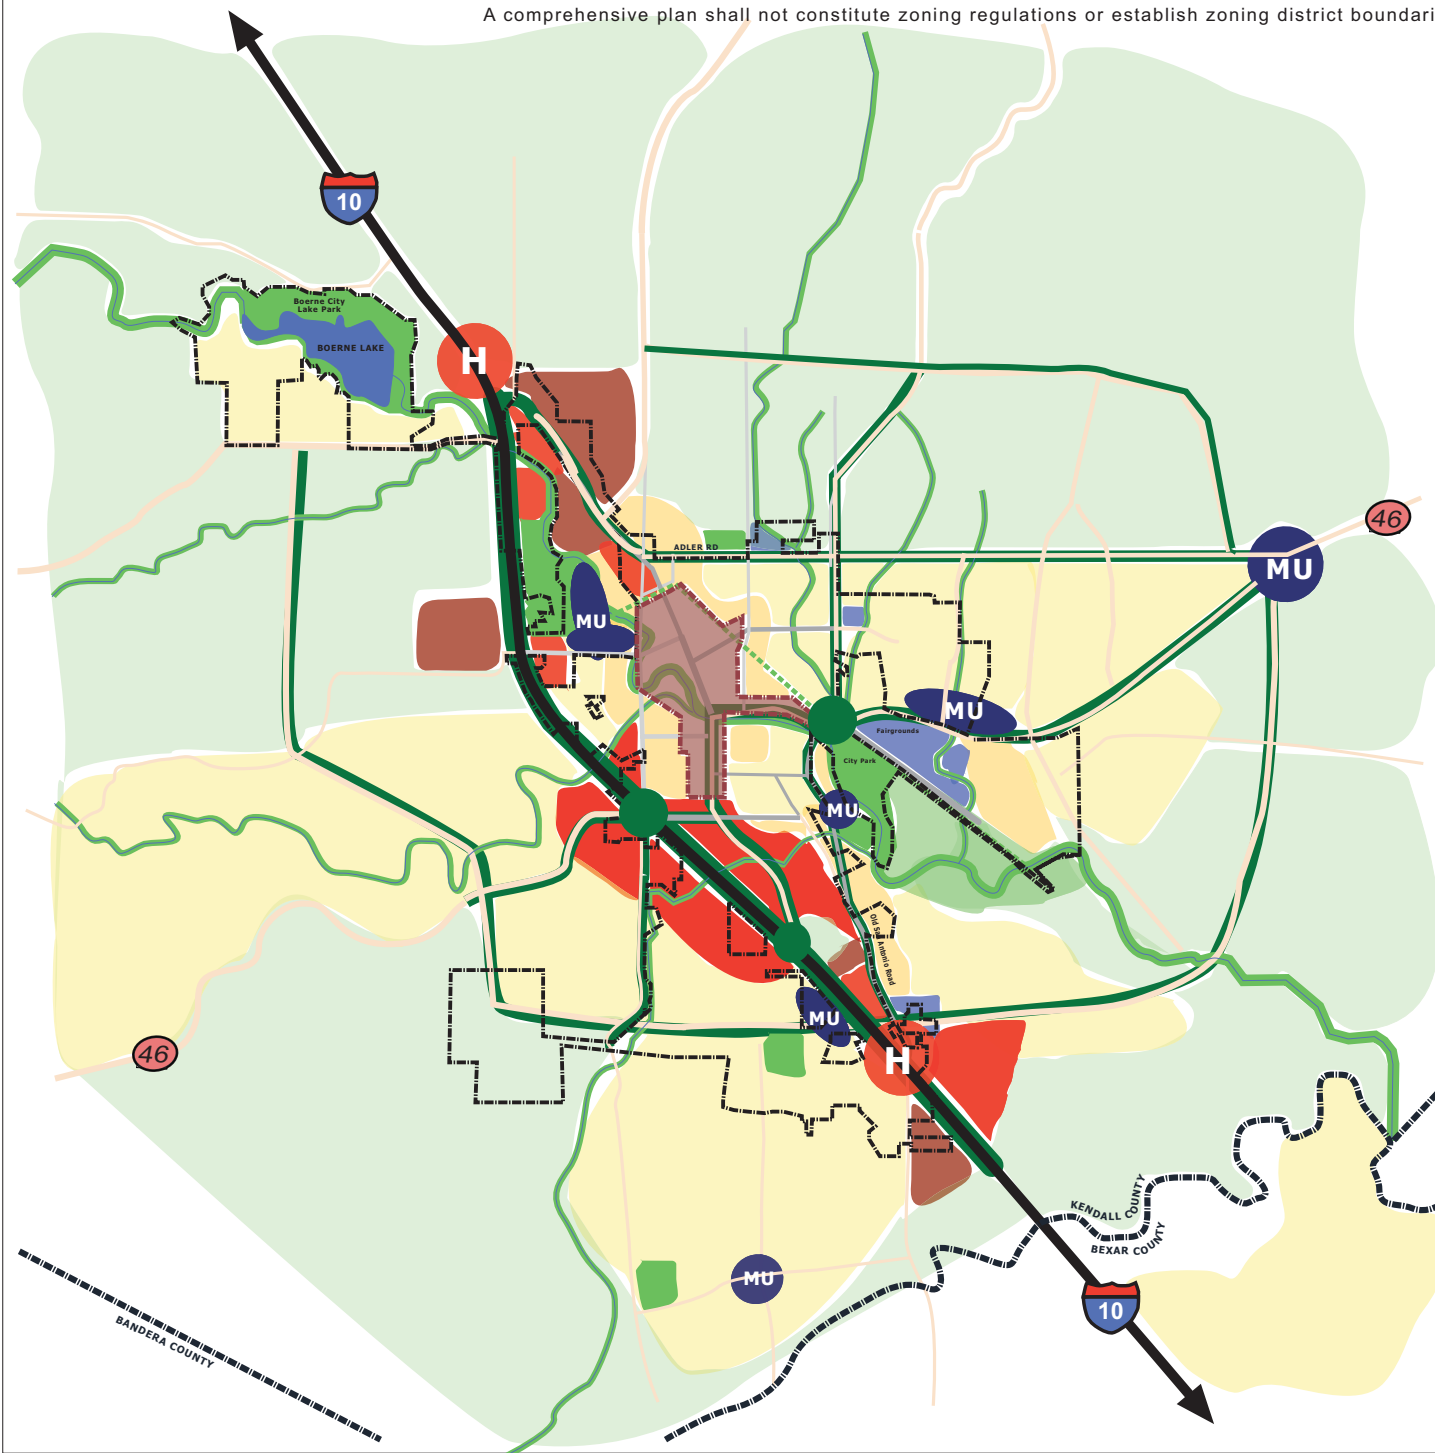 A comprehensive plan shall not constitute zoning regulations or establish zoning district boundari
10
Boerne City
Lake Park
BOERNE LAKE
H
46
ADLER RD
MU
MU
MU
Fairgrounds
City Park
MU
Old San Antonio Road
MU
46
H
KENDALL COUNTY
BEXAR COUNTY
MU
10
BANDERA COUNTY